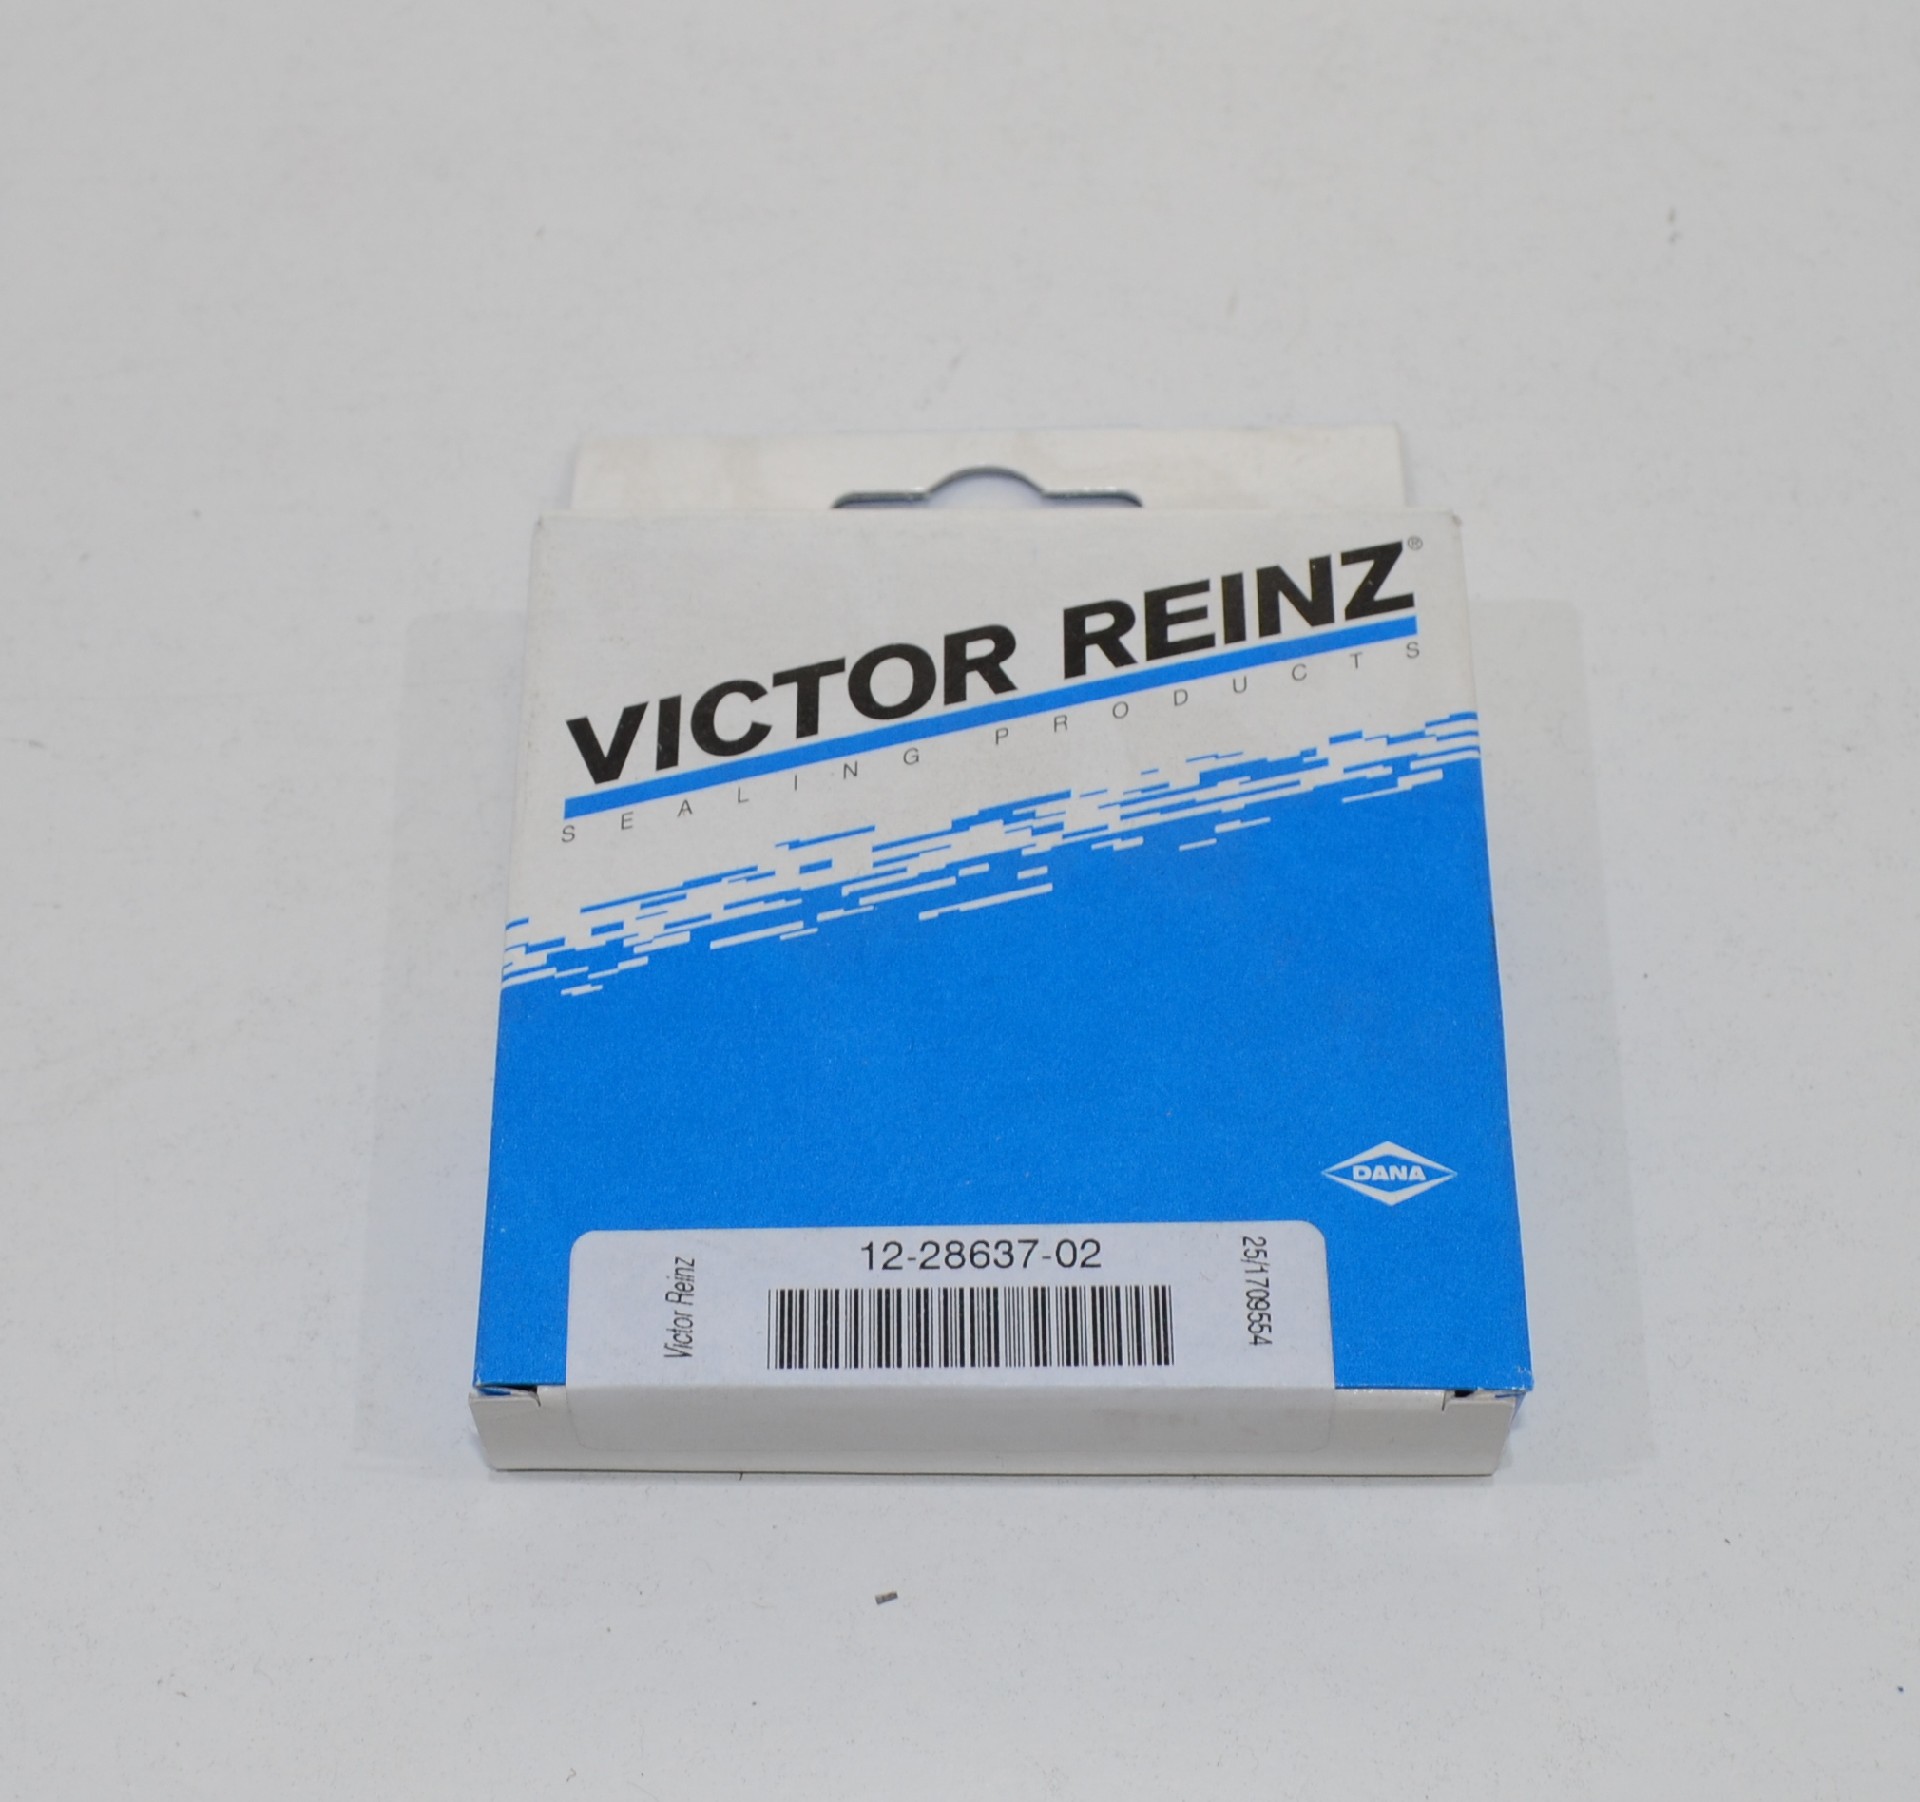 VICTOR REINZ®
SEALING PRODUCTS
DANA
12-28637-02
Victor Reinz
25/1709554